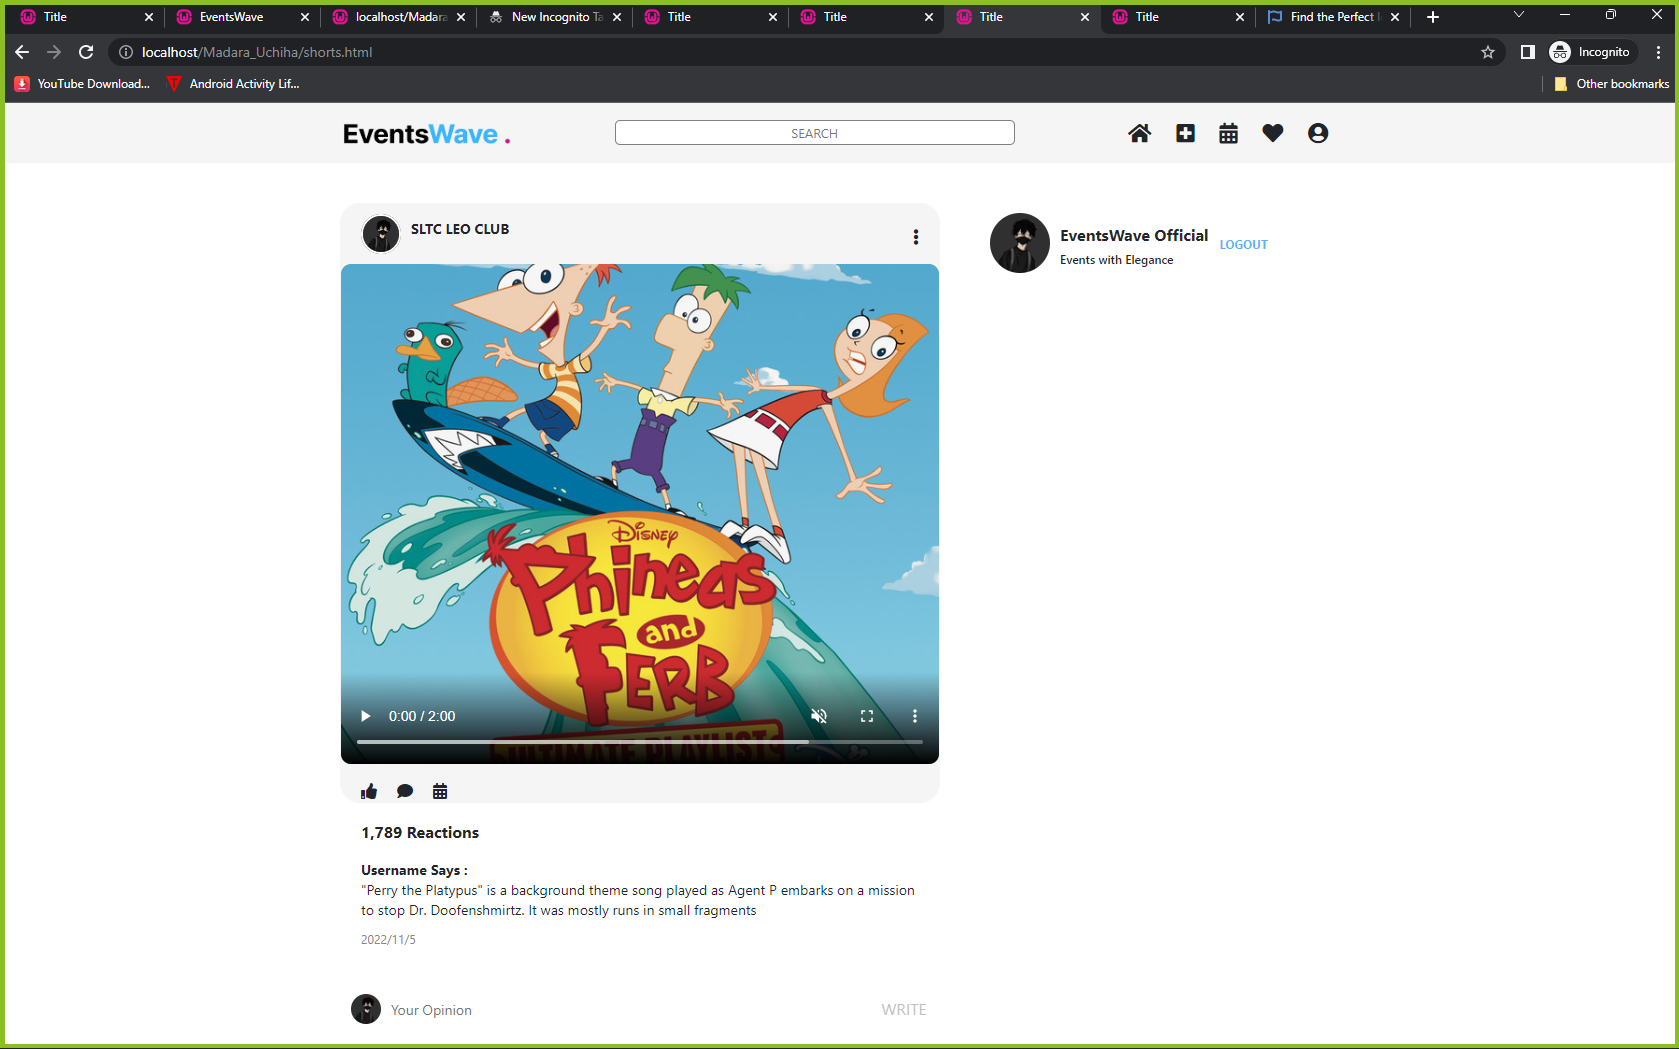 Title
EventsWave
localhost/Madara
New Incognito Ta
Title
Title
Title
Title
Find the Perfect I
localhost/Madara_Uchiha/shorts.html
Incognito
YouTube Download...
Android Activity Lif...
Other bookmarks
EventsWave .
SEARCH
SLTC LEO CLUB
EventsWave Official
LOGOUT
Events with Elegance
Disney
Phineas
and
Ferb
ULTIMATE PLAYLIST
0:00 / 2:00
1,789 Reactions
Username Says :
"Perry the Platypus" is a background theme song played as Agent P embarks on a mission
to stop Dr. Doofenshmirtz. It was mostly runs in small fragments
2022/11/5
Your Opinion
WRITE